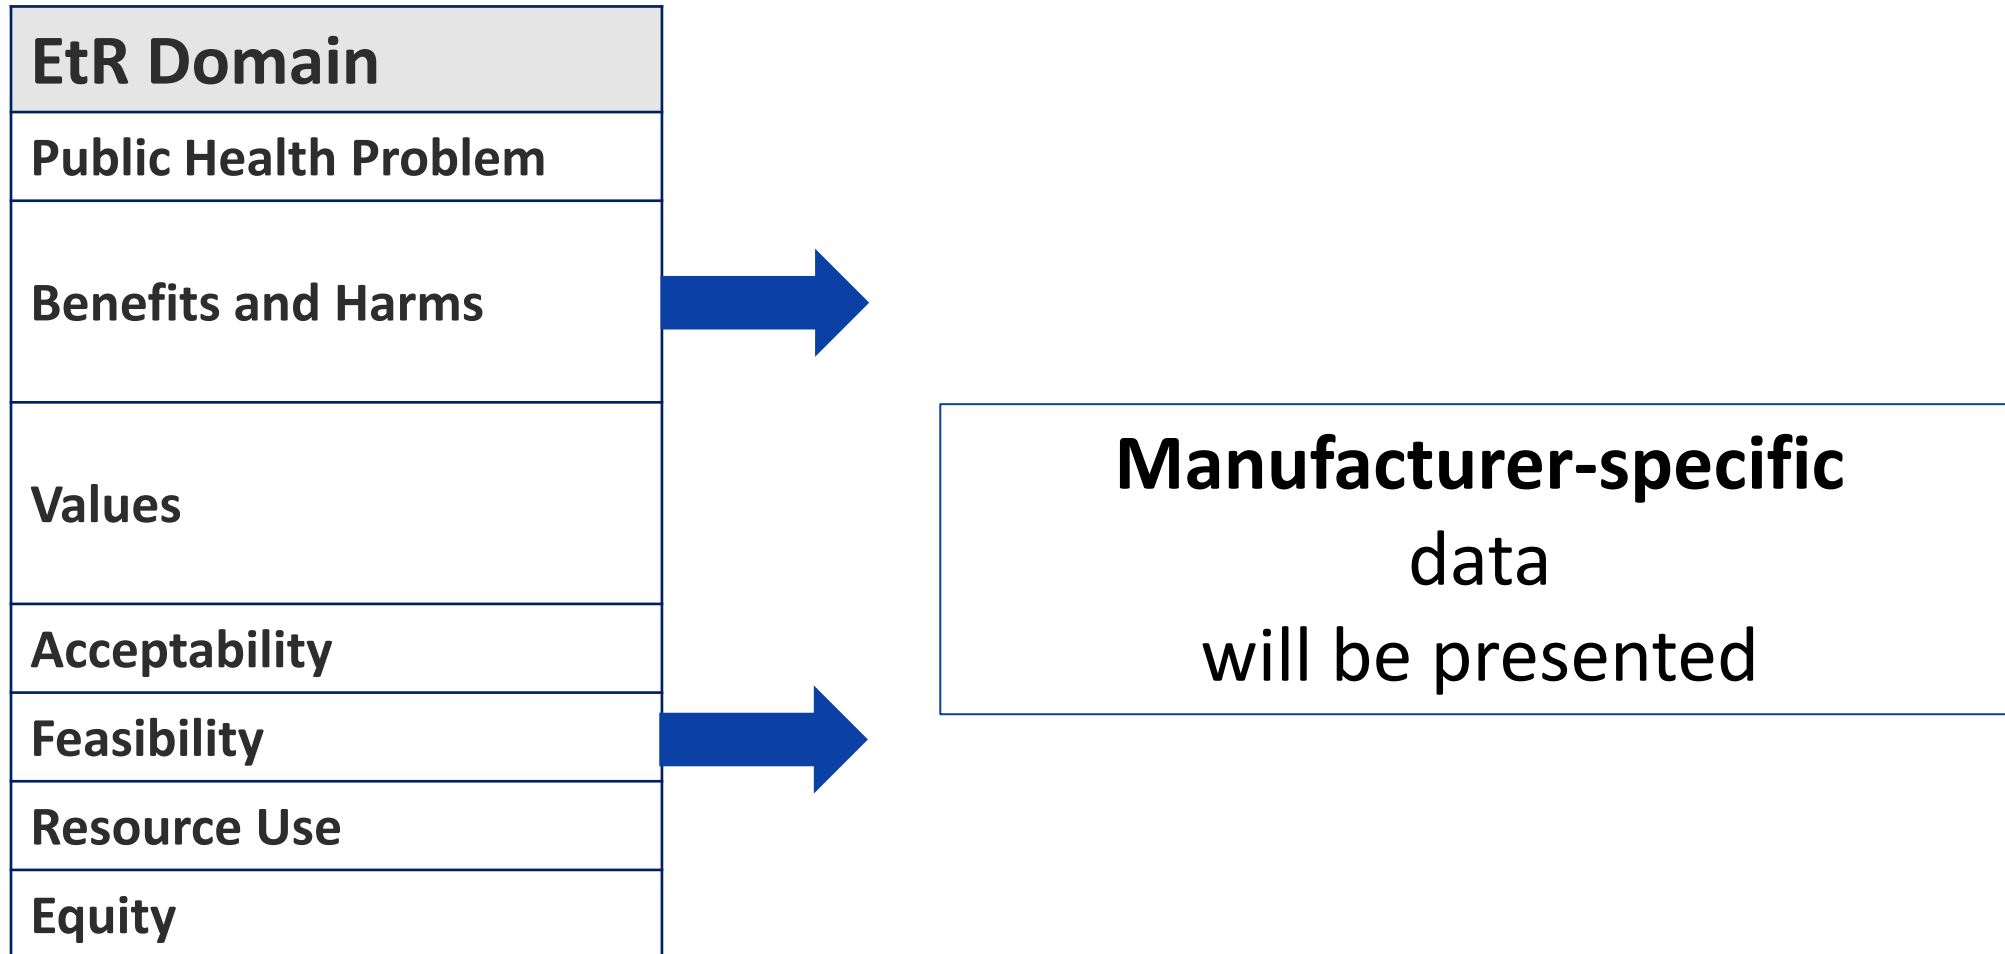 EtR Domain
Public Health Problem
Benefits and Harms
Values
Acceptability
Feasibility
Resource Use
Equity
Manufacturer-specific
data
will be presented